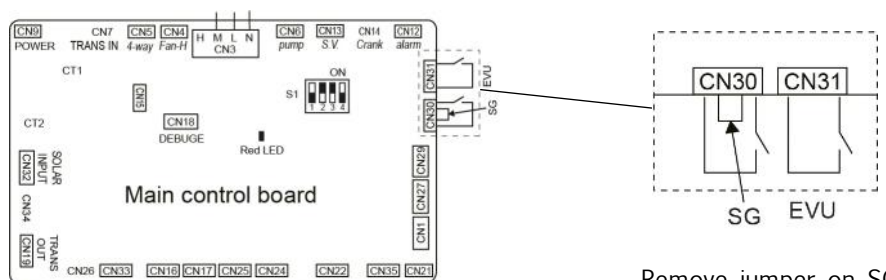 CN9 CN7 CN5 CN4 H M L N CN6 CN13 CN14 CN12
POWER TRANS IN 4-way Fan-H CN3 pump S.V. Crank alarm
CT1
CN15
S1
ON
1 2 3 4
CN31
EVU
CN30
SG
CT2
CN18
DEBUGE
Red LED
SOLAR
INPUT
CN32
CN34
TRANS
OUT
CN19
Main control board
CN29
CN27
CN1
CN26 CN33 CN16 CN17 CN25 CN24 CN22 CN35 CN21
CN30 CN31
SG EVU